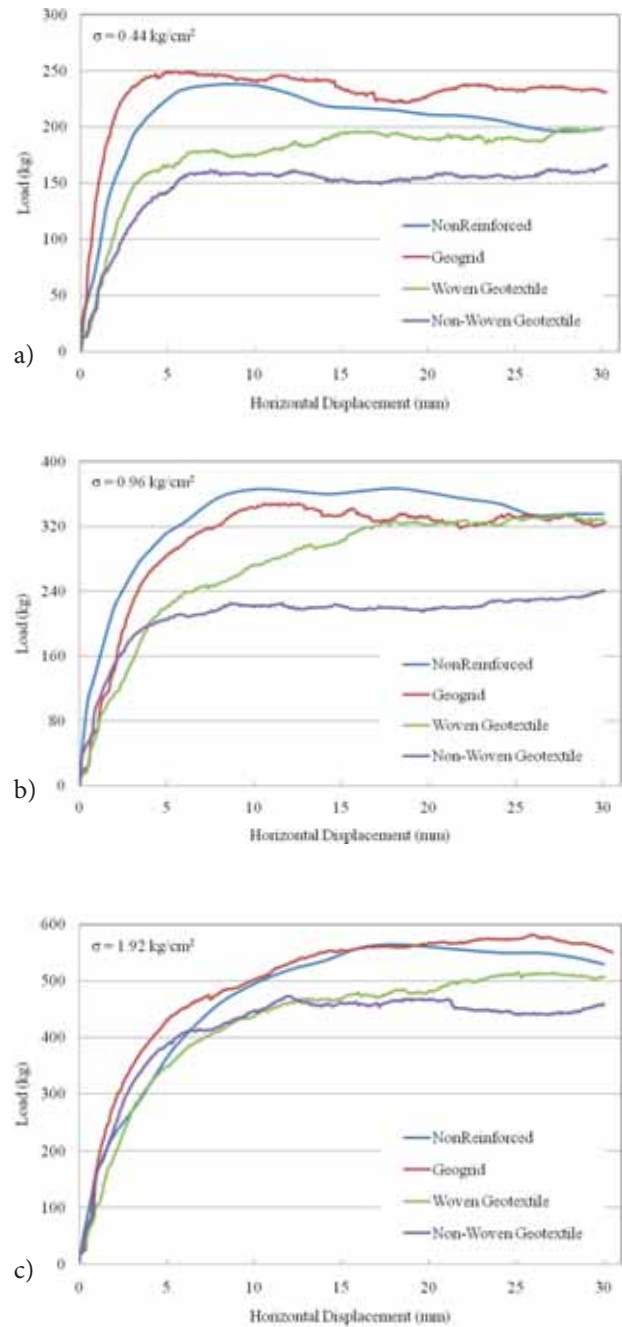 a)
σ = 0.44 kg/cm²
Load (kg)
300
250
200
150
100
50
0
0 5 10 15 20 25 30
Horizontal Displacement (mm)
NonReinforced
Geogrid
Woven Geotextile
Non-Woven Geotextile
b)
σ = 0.96 kg/cm²
Load (kg)
400
320
240
160
80
0
0 5 10 15 20 25 30
Horizontal Displacement (mm)
NonReinforced
Geogrid
Woven Geotextile
Non-Woven Geotextile
c)
σ = 1.92 kg/cm²
Load (kg)
600
500
400
300
200
100
0
0 5 10 15 20 25 30
Horizontal Displacement (mm)
NonReinforced
Geogrid
Woven Geotextile
Non-Woven Geotextile